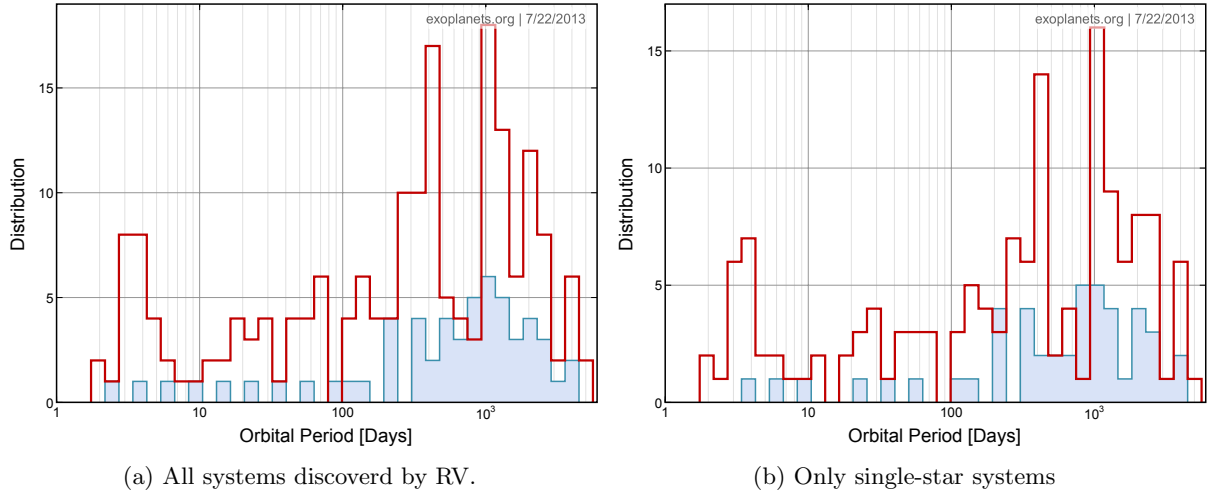 exoplanets.org | 7/22/2013
15
10
5
0
Distribution
1
10
100
10³
Orbital Period [Days]
(a) All systems discoverd by RV.
exoplanets.org | 7/22/2013
15
10
5
0
Distribution
1
10
100
10³
Orbital Period [Days]
(b) Only single-star systems